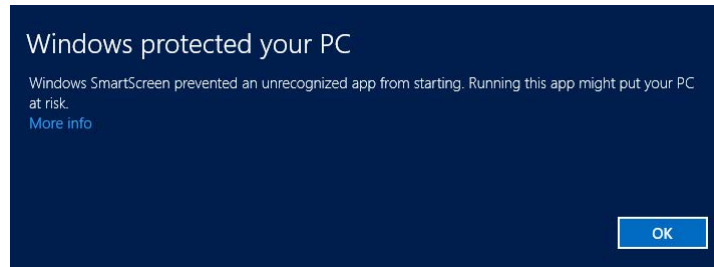 Windows protected your PC
Windows SmartScreen prevented an unrecognized app from starting. Running this app might put your PC
at risk.
More info
OK